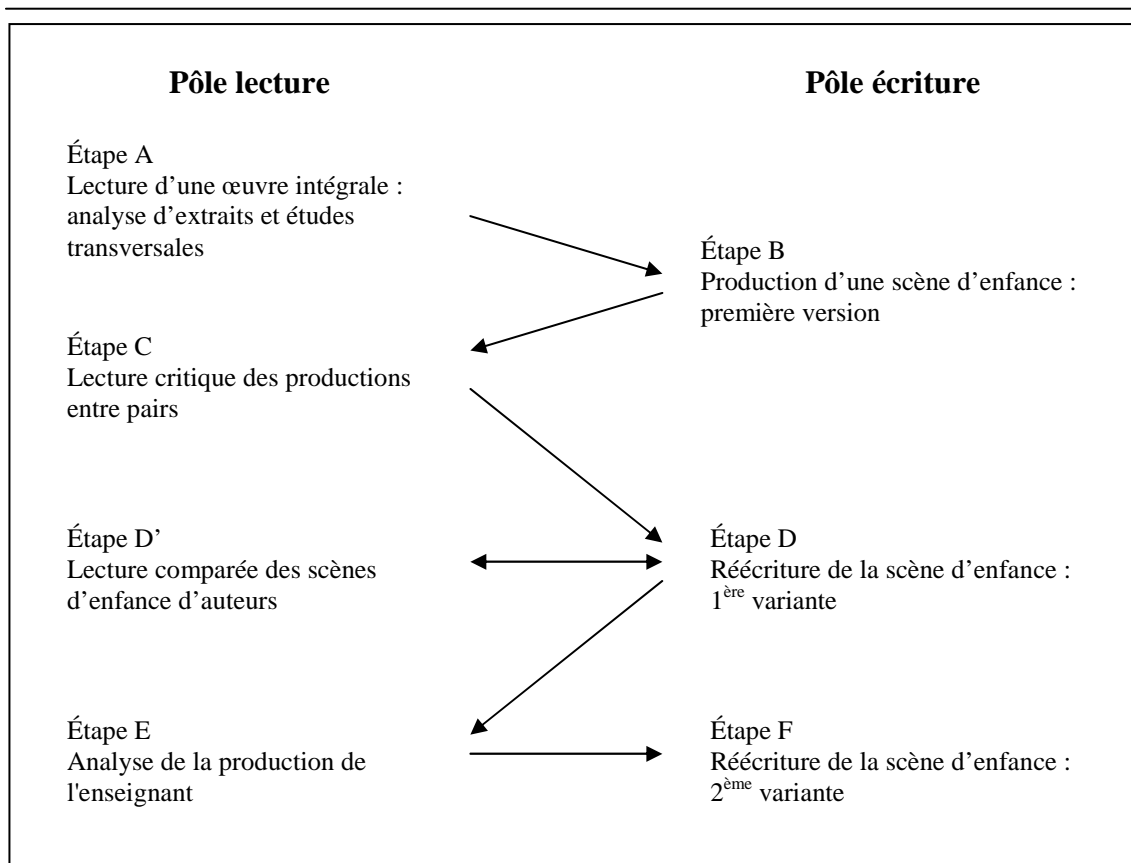 Pôle lecture
Pôle écriture
Étape A
Lecture d'une œuvre intégrale :
analyse d'extraits et études
transversales
Étape B
Production d'une scène d'enfance :
première version
Étape C
Lecture critique des productions
entre pairs
Étape D'
Lecture comparée des scènes
d'enfance d'auteurs
Étape D
Réécriture de la scène d'enfance :
1ère variante
Étape E
Analyse de la production de
l'enseignant
Étape F
Réécriture de la scène d'enfance :
2ème variante